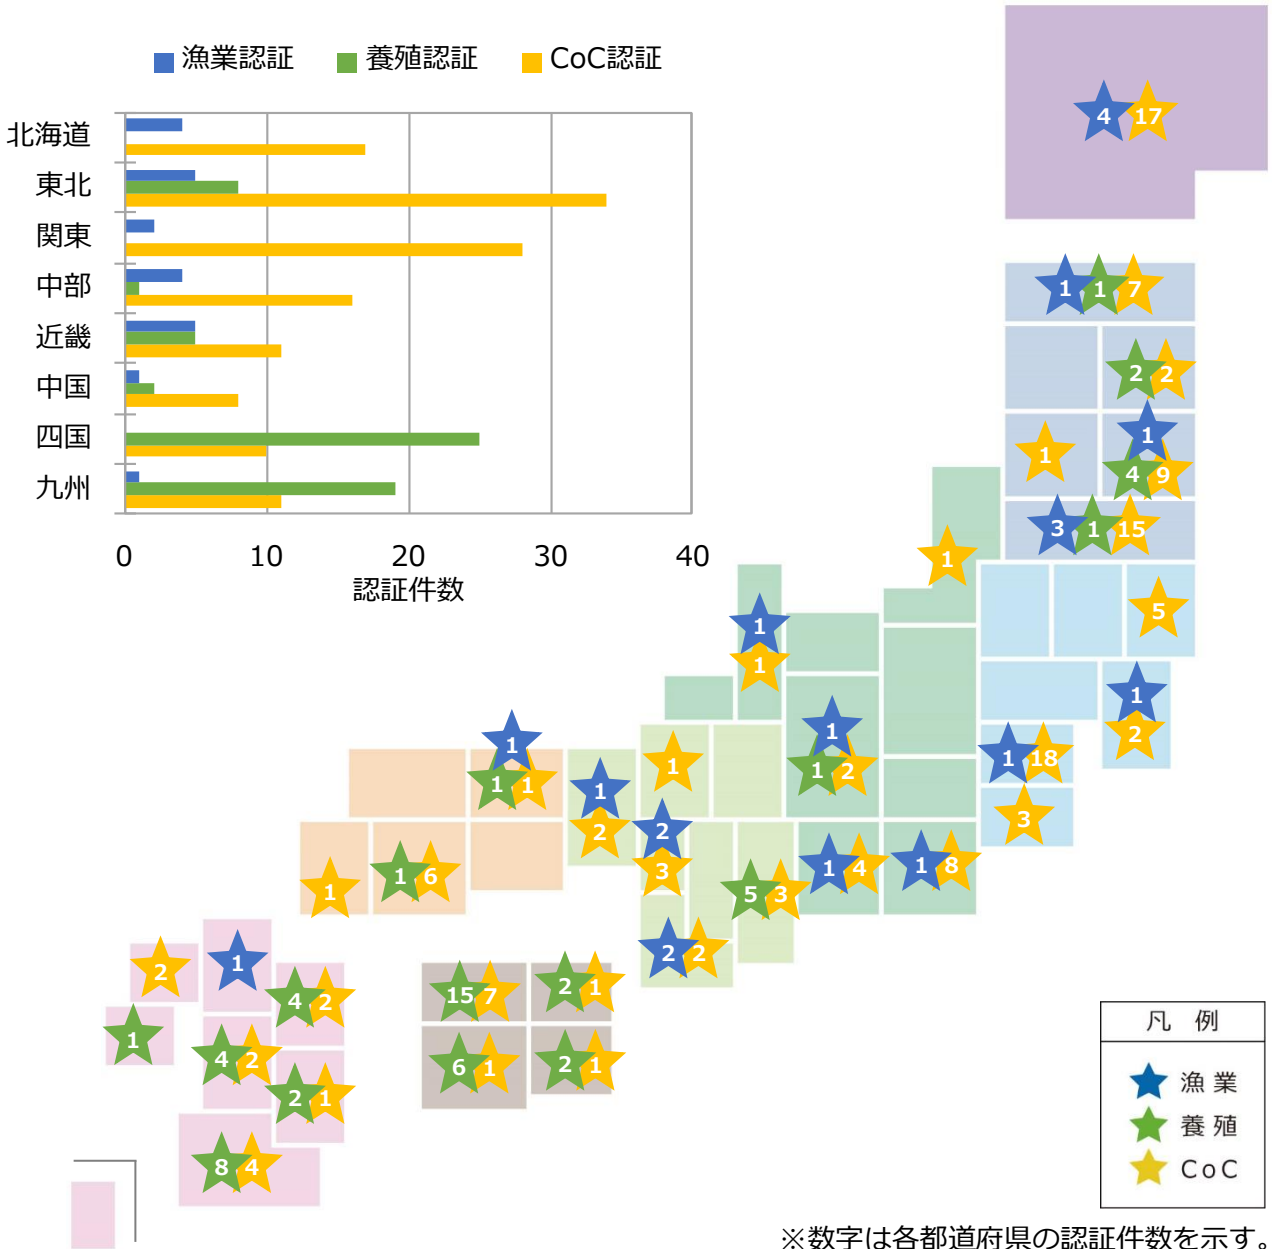 漁業認証 養殖認証 CoC認証
北海道
東北
関東
中部
近畿
中国
四国
九州
0 10 20 30 40
認証件数
4 17
1 1 7
2 2
1
1
4 9
3 1 15
1
5
1
1
1
2
1 18
3
1
1 2
1
1 1
1
2
1
2
3
1 6
1
1 4
1 8
5 3
2 2
2
1
4 2
1
4 2
2 1
8 4
15 7
2 1
6 1
2 1
凡 例
漁 業
養 殖
CoC
※数字は各都道府県の認証件数を示す。